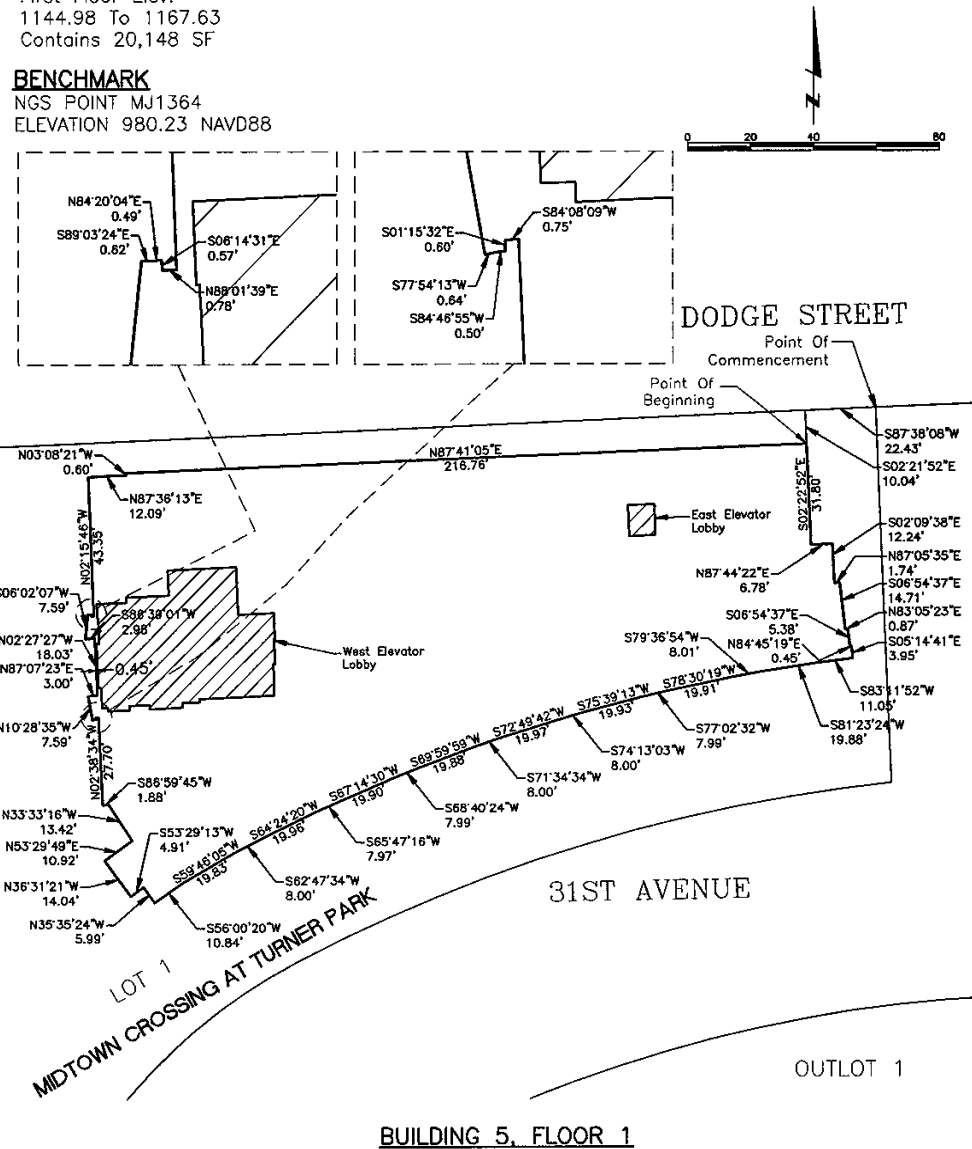 1144.98 To 1167.63
Contains 20,148 SF
BENCHMARK
NGS POINT MJ1364
ELEVATION 980.23 NAVD88
N
0 20 40 80
N84°20'04"E
0.49'
S89°03'24"E
0.62'
S06°14'31"E
0.57'
N88°01'39"E
0.78'
S84°08'09"W
0.75'
S01°15'32"E
0.60'
S77°54'13"W
0.64'
S84°46'55"W
0.50'
DODGE STREET
Point Of
Commencement
Point Of
Beginning
N03°08'21"W
0.60'
N87°41'05"E
216.76'
S87°38'08"W
22.43'
S02°21'52"E
10.04'
N87°36'13"E
12.09'
N02°15'46"W
43.35'
S02°22'52"E
31.80'
East Elevator
Lobby
S02°09'38"E
12.24'
N87°05'35"E
1.74'
N87°44'22"E
6.78'
S06°54'37"E
14.71'
N83°05'23"E
0.87'
S06°02'07"W
7.59'
S86°39'01"W
2.98'
N02°27'27"W
18.03'
N87°07'23"E
3.00'
0.45'
West Elevator
Lobby
S06°54'37"E
5.38'
S79°36'54"W
8.01'
N84°45'19"E
0.45'
S05°14'41"E
3.95'
S83°11'52"W
11.05'
S81°23'24"W
19.88'
N10°28'35"W
7.59'
N02°38'34"W
27.70'
S78°30'19"W
19.91'
S77°02'32"W
7.99'
S75°39'13"W
19.93'
S74°13'03"W
8.00'
S72°49'42"W
19.97'
S71°34'34"W
8.00'
S69°59'59"W
19.88'
S68°40'24"W
7.99'
S67°14'30"W
19.90'
S65°47'16"W
7.97'
S64°24'20"W
19.96'
S62°47'34"W
8.00'
S59°46'05"W
19.83'
S56°00'20"W
10.84'
S86°59'45"W
1.88'
N33°33'16"W
13.42'
S53°29'13"W
4.91'
N53°29'49"E
10.92'
N36°31'21"W
14.04'
N35°35'24"W
5.99'
31ST AVENUE
LOT 1
MIDTOWN CROSSING AT TURNER PARK
OUTLOT 1
BUILDING 5, FLOOR 1